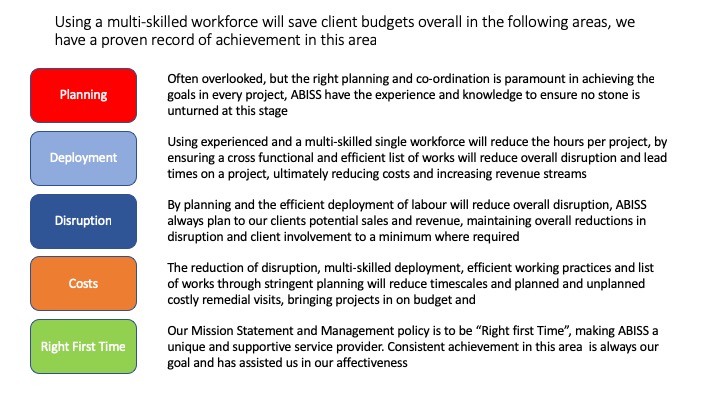 Using a multi-skilled workforce will save client budgets overall in the following areas, we
have a proven record of achievement in this area
Planning
Often overlooked, but the right planning and co-ordination is paramount in achieving the
goals in every project, ABISS have the experience and knowledge to ensure no stone is
unturned at this stage
Deployment
Using experienced and a multi-skilled single workforce will reduce the hours per project, by
ensuring a cross functional and efficient list of works will reduce overall disruption and lead
times on a project, ultimately reducing costs and increasing revenue streams
Disruption
By planning and the efficient deployment of labour will reduce overall disruption, ABISS
always plan to our clients potential sales and revenue, maintaining overall reductions in
disruption and client involvement to a minimum where required
Costs
The reduction of disruption, multi-skilled deployment, efficient working practices and list
of works through stringent planning will reduce timescales and planned and unplanned
costly remedial visits, bringing projects in on budget and
Right First Time
Our Mission Statement and Management policy is to be “Right first Time”, making ABISS a
unique and supportive service provider. Consistent achievement in this area  is always our
goal and has assisted us in our affectiveness